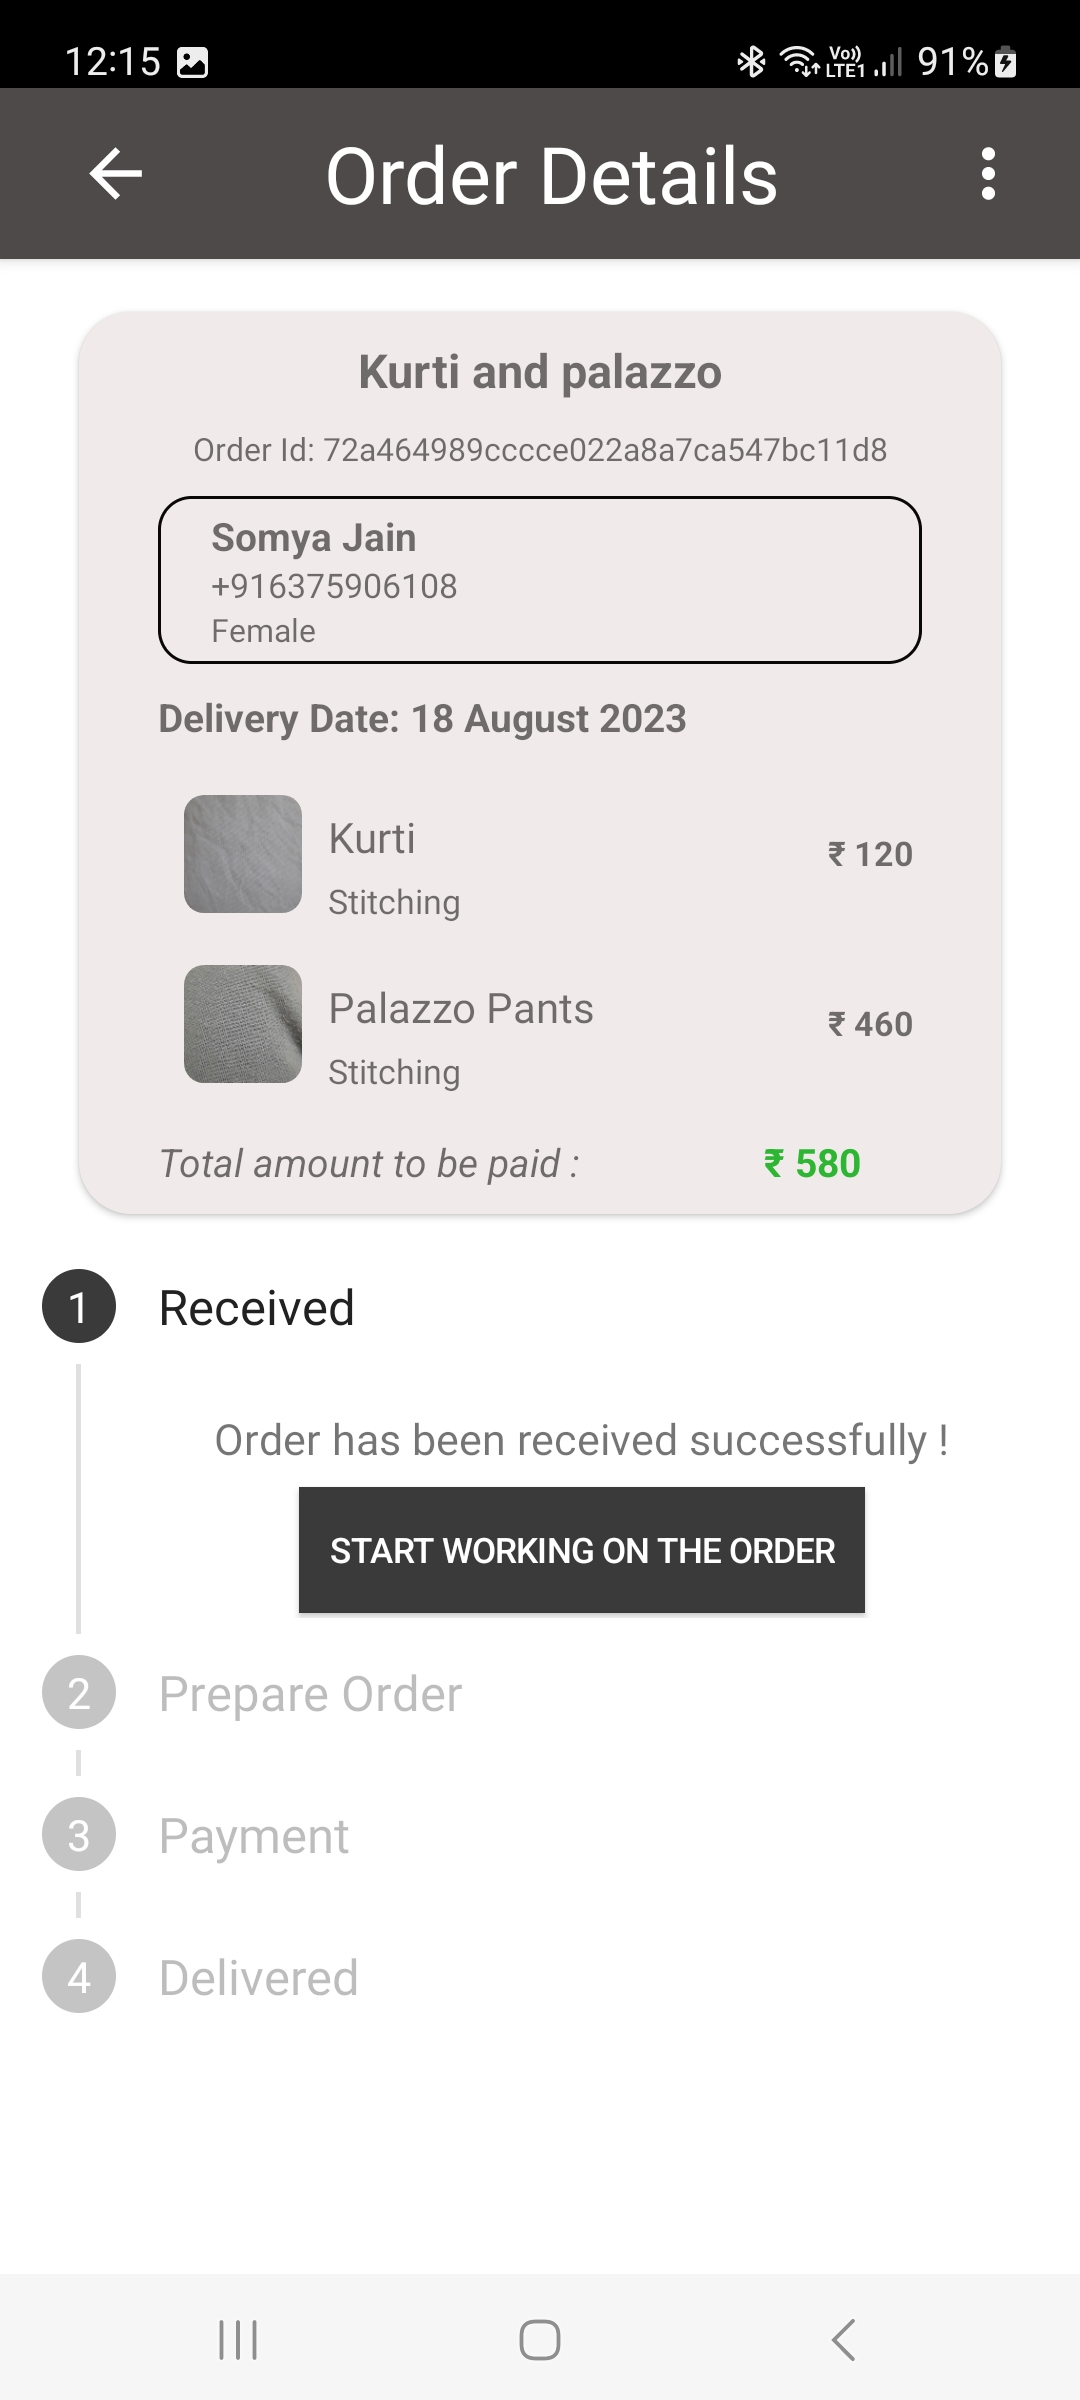 12:15 Vo)) LTE1 91%
Order Details
Kurti and palazzo
Order Id: 72a464989cccce022a8a7ca547bc11d8
Somya Jain
+916375906108
Female
Delivery Date: 18 August 2023
Kurti
₹ 120
Stitching
Palazzo Pants
₹ 460
Stitching
Total amount to be paid : ₹ 580
1 Received
Order has been received successfully !
START WORKING ON THE ORDER
2 Prepare Order
3 Payment
4 Delivered